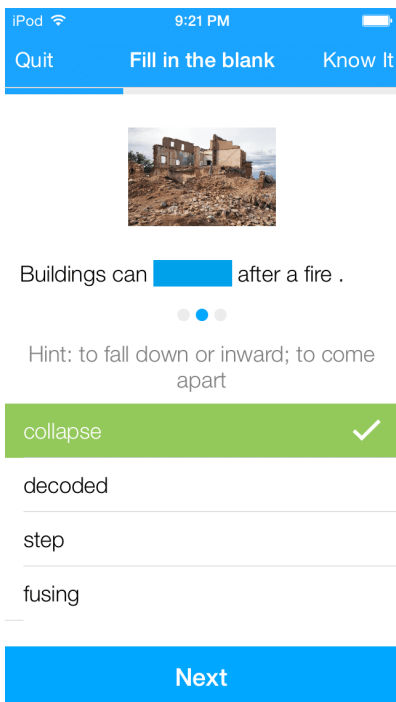 iPod 9:21 PM
Quit Fill in the blank Know It
Buildings can after a fire .
Hint: to fall down or inward; to come
apart
collapse
decoded
step
fusing
Next